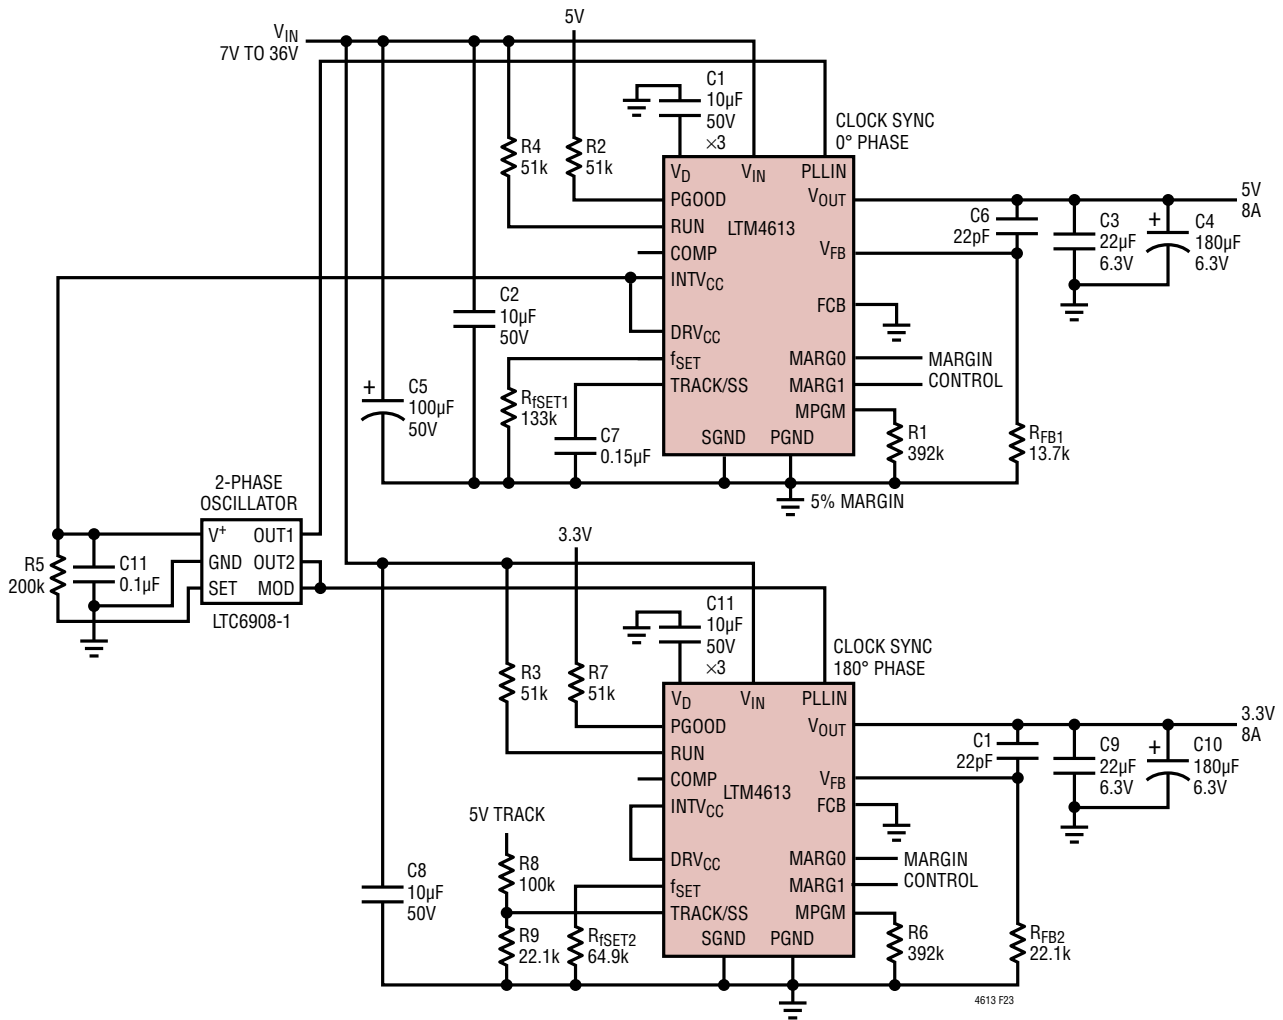 VIN
7V TO 36V
5V
C1
10µF
50V
×3
CLOCK SYNC
0° PHASE
R4
51k
R2
51k
VD
VIN
PLLIN
PGOOD
VOUT
RUN
LTM4613
COMP
VFB
INTVCC
FCB
DRVCC
fSET
MARG0
TRACK/SS
MARG1
MPGM
SGND
PGND
5V
8A
C6
22pF
C3
22µF
6.3V
+
C4
180µF
6.3V
MARGIN
CONTROL
C2
10µF
50V
+
C5
100µF
50V
RfSET1
133k
C7
0.15µF
R1
392k
RFB1
13.7k
5% MARGIN
2-PHASE
OSCILLATOR
V+
OUT1
GND
OUT2
SET
MOD
LTC6908-1
R5
200k
C11
0.1µF
3.3V
C11
10µF
50V
×3
CLOCK SYNC
180° PHASE
R3
51k
R7
51k
VD
VIN
PLLIN
PGOOD
VOUT
RUN
COMP
VFB
LTM4613
INTVCC
FCB
DRVCC
MARG0
fSET
MARG1
TRACK/SS
MPGM
SGND
PGND
3.3V
8A
C1
22pF
C9
22µF
6.3V
+
C10
180µF
6.3V
MARGIN
CONTROL
5V TRACK
C8
10µF
50V
R8
100k
R9
22.1k
RfSET2
64.9k
R6
392k
RFB2
22.1k
4613 F23